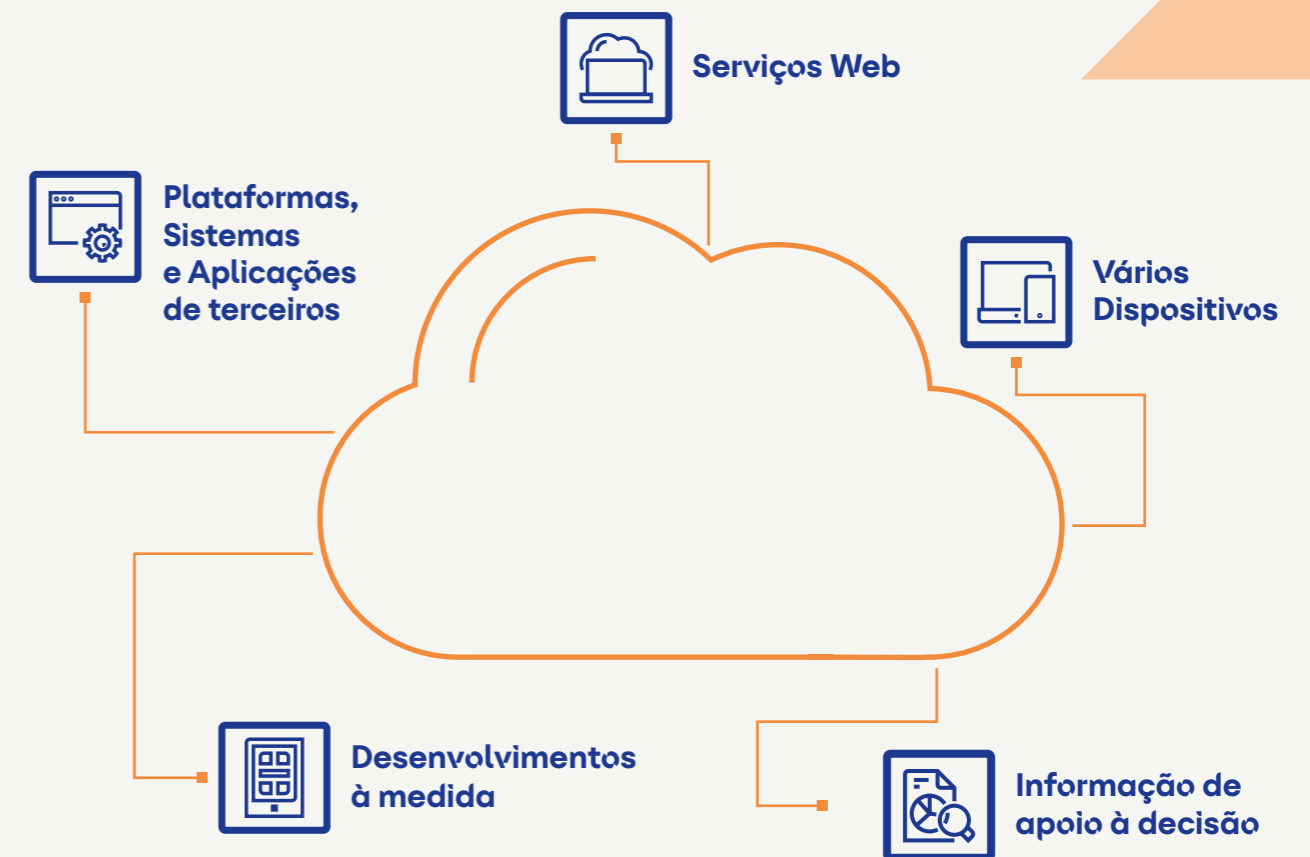 Serviços Web
Plataformas,
Sistemas
e Aplicações
de terceiros
Vários
Dispositivos
Desenvolvimentos
à medida
Informação de
apoio à decisão